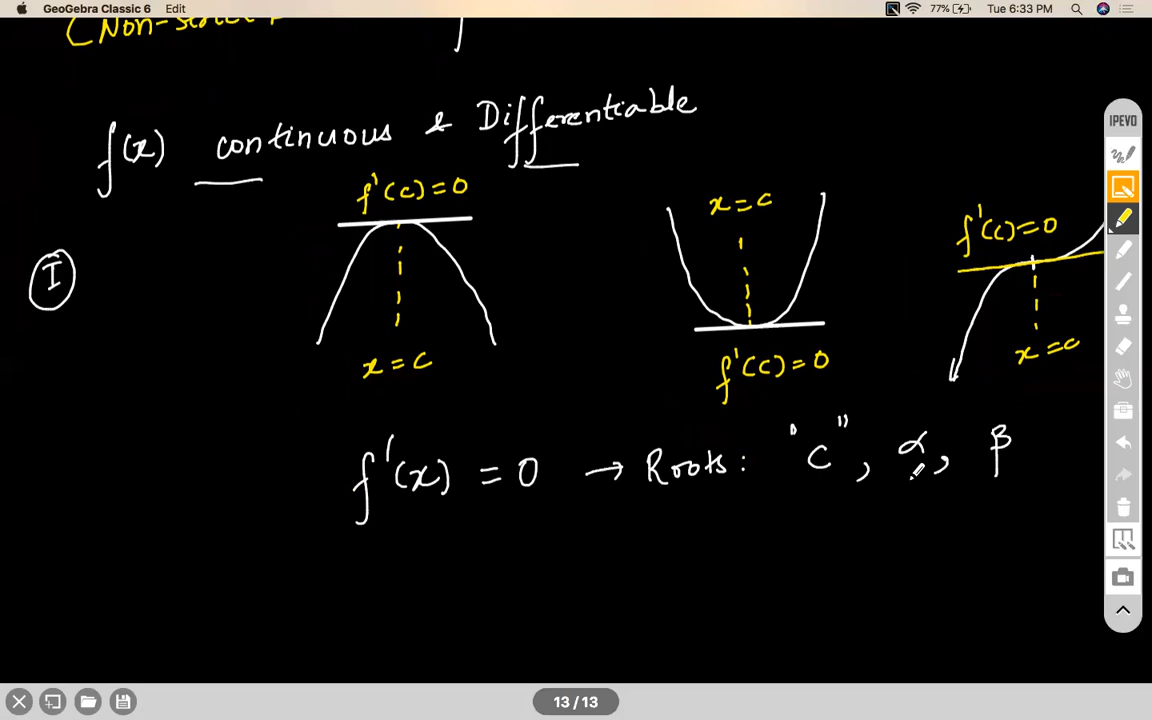 GeoGebra Classic 6 Edit 77% Tue 6:33 PM
(Non-
f(x) continuous & Differentiable
IPEVO
f'(c)=0
x=c
f'(c)=0
I
x=c
x=c
f'(c)=0
f'(x) = 0 → Roots: "c", α, β
13/13